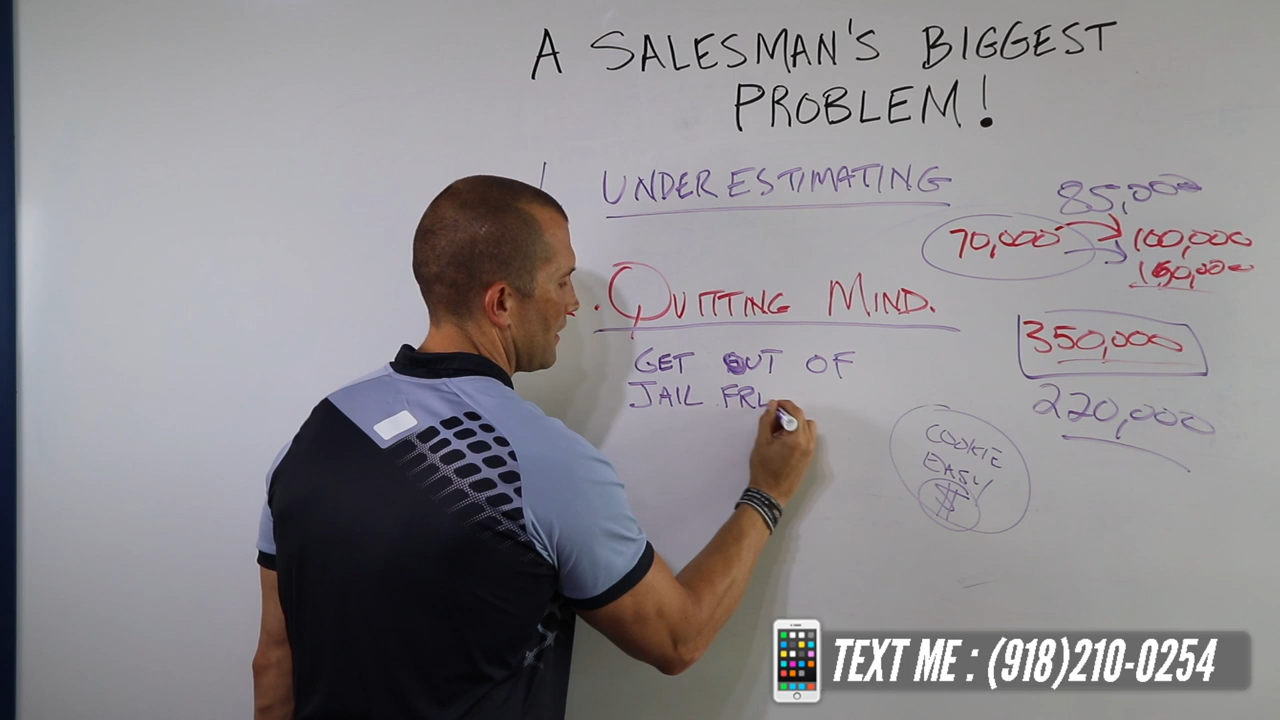 A SALESMAN'S BIGGEST
PROBLEM!
UNDERESTIMATING
85,000
70,000
100,000
150,000
. QUITTING MIND.
350,000
GET OUT OF
JAIL FRE
220,000
COOKIE
EASY
$
TEXT ME : (918)210-0254